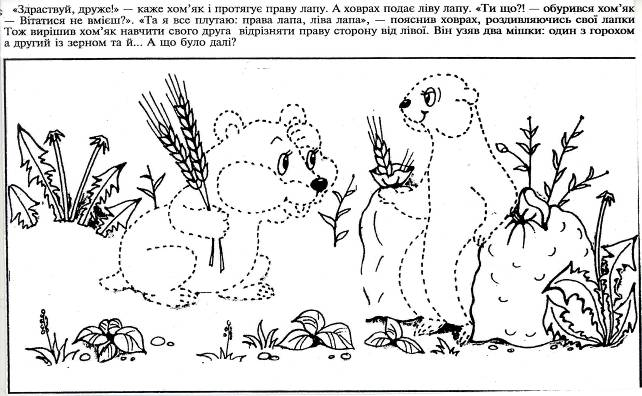 «Здраствуй, друже!» — каже хом’як і протягує праву лапу. А ховрах подає ліву лапу. «Ти що?! — обурився хом’як
— Вітатися не вмієш?». «Та я все плутаю: права лапа, ліва лапа», — пояснив ховрах, роздивляючись свої лапки
Тож вирішив хом’як навчити свого друга відрізняти праву сторону від лівої. Він узяв два мішки: один з горохом
а другий із зерном та й... А що було далі?